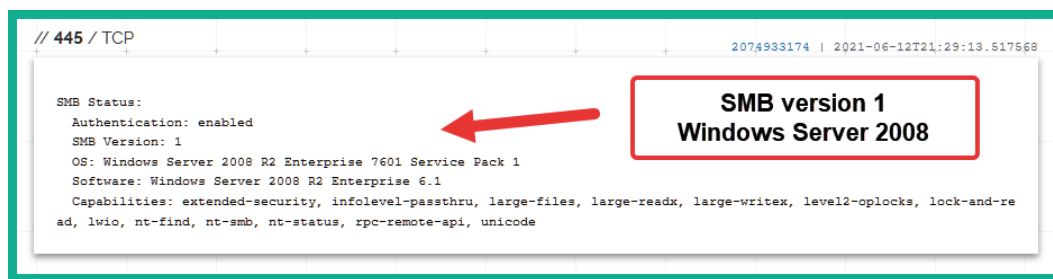 // 445 / TCP
2074933174 | 2021-06-12T21:29:13.517568
SMB Status:
Authentication: enabled
SMB Version: 1
OS: Windows Server 2008 R2 Enterprise 7601 Service Pack 1
Software: Windows Server 2008 R2 Enterprise 6.1
Capabilities: extended-security, infolevel-passthru, large-files, large-readx, large-writex, level2-oplocks, lock-and-re
ad, lwio, nt-find, nt-smb, nt-status, rpc-remote-api, unicode
SMB version 1
Windows Server 2008